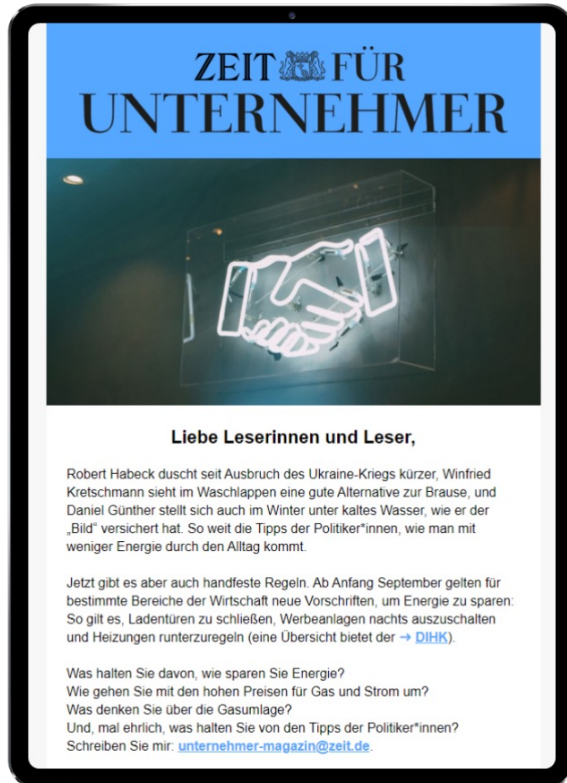 ZEIT FÜR
UNTERNEHMER
Liebe Leserinnen und Leser,
Robert Habeck duscht seit Ausbruch des Ukraine-Kriegs kürzer, Winfried
Kretschmann sieht im Waschlappen eine gute Alternative zur Brause, und
Daniel Günther stellt sich auch im Winter unter kaltes Wasser, wie er der
„Bild“ versichert hat. So weit die Tipps der Politiker*innen, wie man mit
weniger Energie durch den Alltag kommt.
Jetzt gibt es aber auch handfeste Regeln. Ab Anfang September gelten für
bestimmte Bereiche der Wirtschaft neue Vorschriften, um Energie zu sparen:
So gilt es, Ladentüren zu schließen, Werbeanlagen nachts auszuschalten
und Heizungen runterzuregeln (eine Übersicht bietet der → DIHK).
Was halten Sie davon, wie sparen Sie Energie?
Wie gehen Sie mit den hohen Preisen für Gas und Strom um?
Was denken Sie über die Gasumlage?
Und, mal ehrlich, was halten Sie von den Tipps der Politiker*innen?
Schreiben Sie mir: unternehmer-magazin@zeit.de.